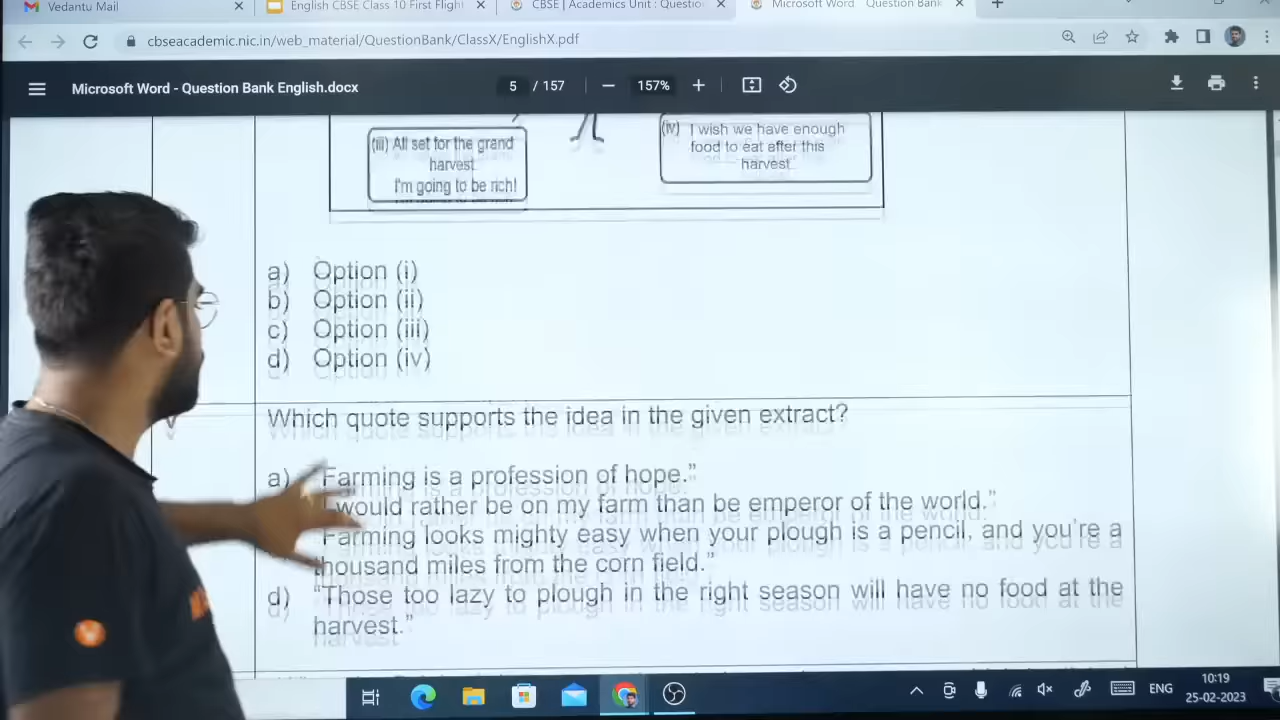 Vedantu Mail
English CBSE Class 10 First Flight
CBSE | Academics Unit : Questio
Microsoft Word - Question Bank
cbseacademic.nic.in/web_material/QuestionBank/ClassX/EnglishX.pdf
Microsoft Word - Question Bank English.docx
5 / 157
157%
(iii) All set for the grand
harvest
I'm going to be rich!
(iv) I wish we have enough
food to eat after this
harvest
a) Option (i)
b) Option (ii)
c) Option (iii)
d) Option (iv)
v
Which quote supports the idea in the given extract?
a) Farming is a profession of hope.”
would rather be on my farm than be emperor of the world.”
Farming looks mighty easy when your plough is a pencil, and you're a
thousand miles from the corn field.”
d) “Those too lazy to plough in the right season will have no food at the
harvest.”
ENG
10:19
25-02-2023